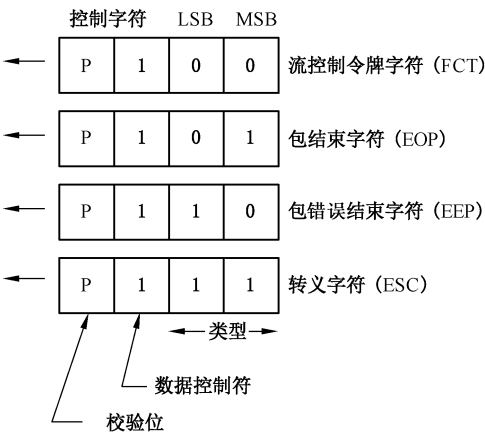 控制字符 LSB MSB
P 1 0 0 流控制令牌字符（FCT）
P 1 0 1 包结束字符（EOP）
P 1 1 0 包错误结束字符（EEP）
P 1 1 1 转义字符（ESC）
类型
数据控制符
校验位